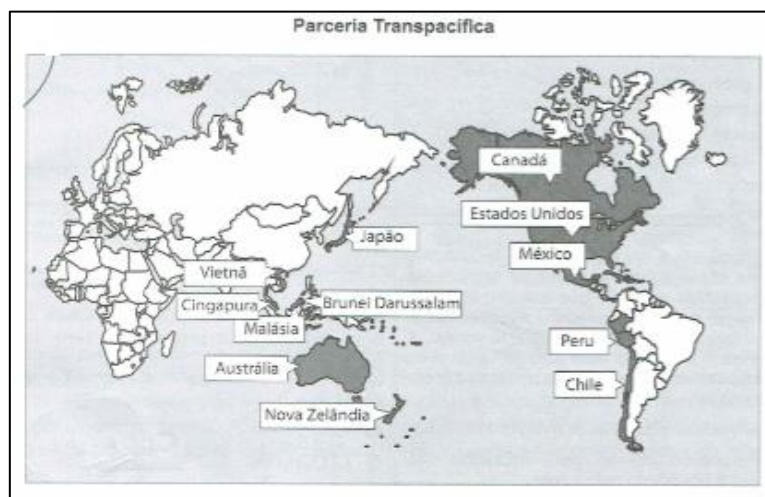 Parceria Transpacífica
Canadá
Estados Unidos
Japão
México
Vietnã
Cingapura
Brunei Darussalam
Malásia
Peru
Austrália
Chile
Nova Zelândia